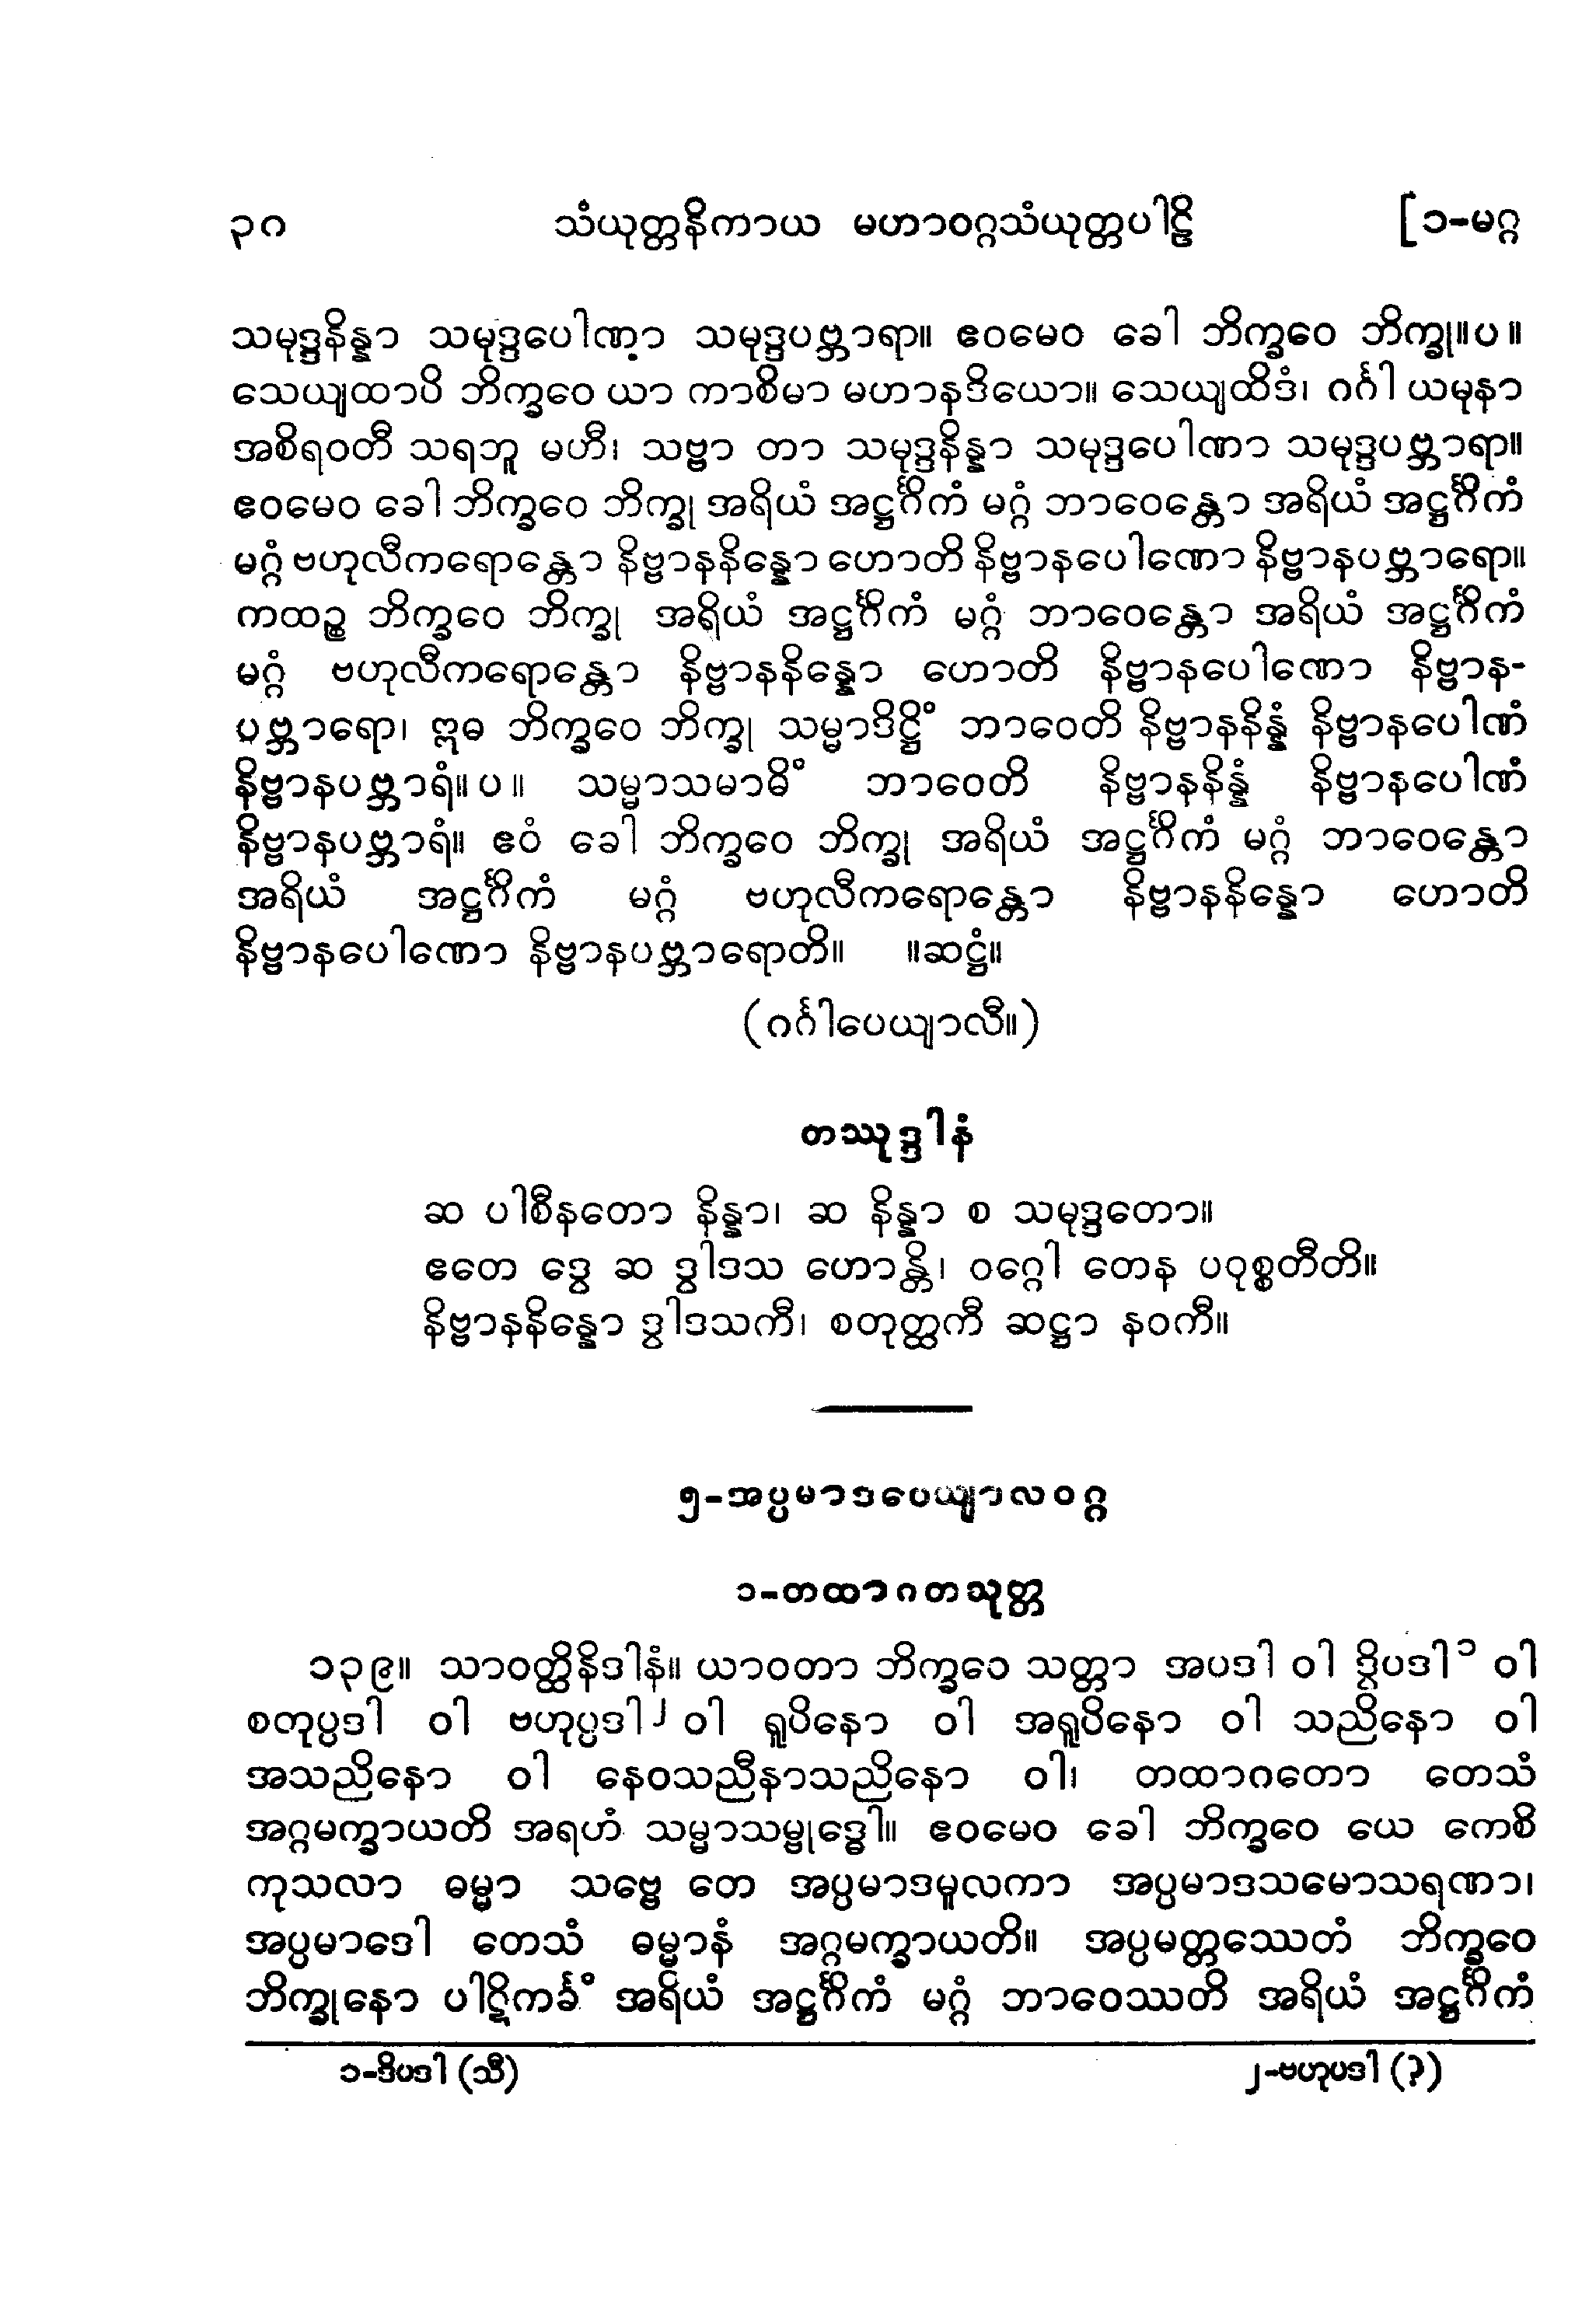 ၃ဂ သံယုတ္တနိကာယ မဟာဝဂ္ဂသံယုတ္တပါဠိ [၁-မဂ္ဂ
သမုဒ္ဒနိန္နာ သမုဒ္ဒပေါဏာ သမုဒ္ဒပဗ္ဘာရာ။ ဧဝမေဝ ခေါ ဘိက္ခဝေ ဘိက္ခု။ပ။
သေယျထာပိ ဘိက္ခဝေ ယာ ကာစိမာ မဟာနဒိယော။ သေယျထိဒံ၊ ဂင်္ဂါ ယမုနာ
အစိရဝတီ သရဘူ မဟီ၊ သဗ္ဗာ တာ သမုဒ္ဒနိန္နာ သမုဒ္ဒပေါဏာ သမုဒ္ဒပဗ္ဘာရာ။
ဧဝမေဝ ခေါ ဘိက္ခဝေ ဘိက္ခု အရိယံ အဋ္ဌင်္ဂိကံ မဂ္ဂံ ဘာဝေန္တော အရိယံ အဋ္ဌင်္ဂိကံ
မဂ္ဂံ ဗဟုလီကရောန္တော နိဗ္ဗာနနိန္နော ဟောတိ နိဗ္ဗာနပေါဏော နိဗ္ဗာနပဗ္ဘာရော။
ကထဉ္စ ဘိက္ခဝေ ဘိက္ခု အရိယံ အဋ္ဌင်္ဂိကံ မဂ္ဂံ ဘာဝေန္တော အရိယံ အဋ္ဌင်္ဂိကံ
မဂ္ဂံ ဗဟုလီကရောန္တော နိဗ္ဗာနနိန္နော ဟောတိ နိဗ္ဗာနပေါဏော နိဗ္ဗာန-
ပဗ္ဘာရော၊ ဣဓ ဘိက္ခဝေ ဘိက္ခု သမ္မာဒိဋ္ဌိံ ဘာဝေတိ နိဗ္ဗာနနိန္နံ နိဗ္ဗာနပေါဏံ
နိဗ္ဗာနပဗ္ဘာရံ။ပ။ သမ္မာသမာဓိံ ဘာဝေတိ နိဗ္ဗာနနိန္နံ နိဗ္ဗာနပေါဏံ
နိဗ္ဗာနပဗ္ဘာရံ။ ဧဝံ ခေါ ဘိက္ခဝေ ဘိက္ခု အရိယံ အဋ္ဌင်္ဂိကံ မဂ္ဂံ ဘာဝေန္တော
အရိယံ အဋ္ဌင်္ဂိကံ မဂ္ဂံ ဗဟုလီကရောန္တော နိဗ္ဗာနနိန္နော ဟောတိ
နိဗ္ဗာနပေါဏော နိဗ္ဗာနပဗ္ဘာရောတိ။ ။ဆဋ္ဌံ။
(ဂင်္ဂါပေယျာလီ။)
တဿုဒ္ဒါနံ
ဆ ပါစီနတော နိန္နာ၊ ဆ နိန္နာ စ သမုဒ္ဒတော။
ဧတေ ဒွေ ဆ ဒွါဒသ ဟောန္တိ၊ ဝဂ္ဂေါ တေန ပဝုစ္စတီတိ။
နိဗ္ဗာနနိန္နော ဒွါဒသကီ၊ စတုတ္ထကီ ဆဋ္ဌာ နဝကီ။
၅-အပ္ပမာဒပေယျာလဝဂ္ဂ
၁-တထာဂတသုတ္တ
၁၃၉။ သာဝတ္ထိနိဒါနံ။ ယာဝတာ ဘိက္ခဝေ သတ္တာ အပဒါ ဝါ ဒွိပဒါ၁ ဝါ
စတုပ္ပဒါ ဝါ ဗဟုပ္ပဒါ၂ ဝါ ရူပိနော ဝါ အရူပိနော ဝါ သညိနော ဝါ
အသညိနော ဝါ နေဝသညီနာသညိနော ဝါ၊ တထာဂတော တေသံ
အဂ္ဂမက္ခာယတိ အရဟံ သမ္မာသမ္ဗုဒ္ဓေါ။ ဧဝမေဝ ခေါ ဘိက္ခဝေ ယေ ကေစိ
ကုသလာ ဓမ္မာ သဗ္ဗေ တေ အပ္ပမာဒမူလကာ အပ္ပမာဒသမောသရဏာ၊
အပ္ပမာဒေါ တေသံ ဓမ္မာနံ အဂ္ဂမက္ခာယတိ။ အပ္ပမတ္တဿေတံ ဘိက္ခဝေ
ဘိက္ခုနော ပါဋိကင်္ခံ အရိယံ အဋ္ဌင်္ဂိကံ မဂ္ဂံ ဘာဝေဿတိ အရိယံ အဋ္ဌင်္ဂိကံ
၁-ဒိပဒါ (သီ) ၂-ဗဟုပဒါ (?)